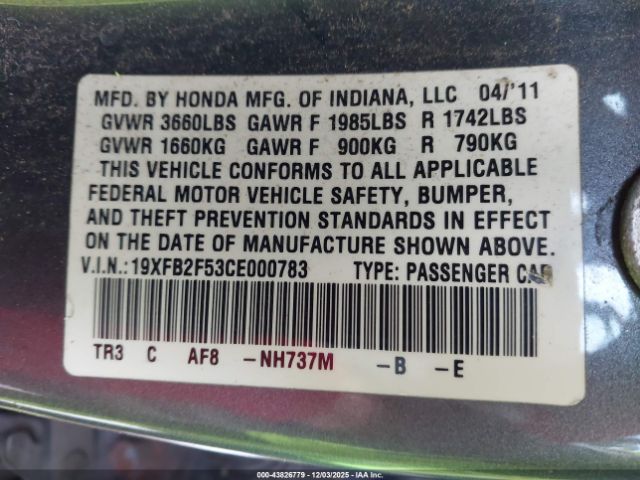 MFD. BY HONDA MFG. OF INDIANA, LLC 04/'11
GVWR 3660LBS GAWR F 1985LBS R 1742LBS
GVWR 1660KG GAWR F 900KG R 790KG
THIS VEHICLE CONFORMS TO ALL APPLICABLE
FEDERAL MOTOR VEHICLE SAFETY, BUMPER,
AND THEFT PREVENTION STANDARDS IN EFFECT
ON THE DATE OF MANUFACTURE SHOWN ABOVE.
V.I.N.:19XFB2F53CE000783 TYPE: PASSENGER CAR
TR3 C AF8 -NH737M -B -E
000-43826779 - 12/03/2025 - IAAI.COM